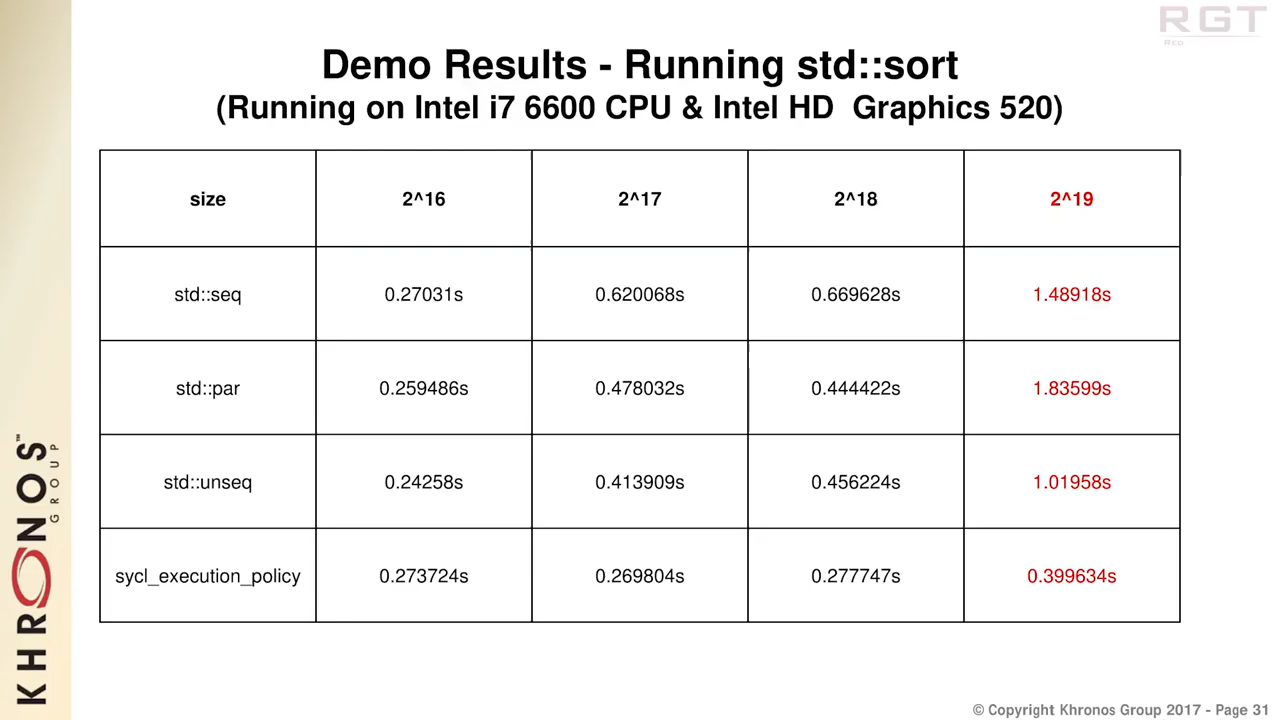 RGT
RED
Demo Results - Running std::sort
(Running on Intel i7 6600 CPU & Intel HD Graphics 520)
size 2^16 2^17 2^18 2^19
std::seq 0.27031s 0.620068s 0.669628s 1.48918s
std::par 0.259486s 0.478032s 0.444422s 1.83599s
std::unseq 0.24258s 0.413909s 0.456224s 1.01958s
sycl_execution_policy 0.273724s 0.269804s 0.277747s 0.399634s
KHRONOS™
GROUP
© Copyright Khronos Group 2017 - Page 31